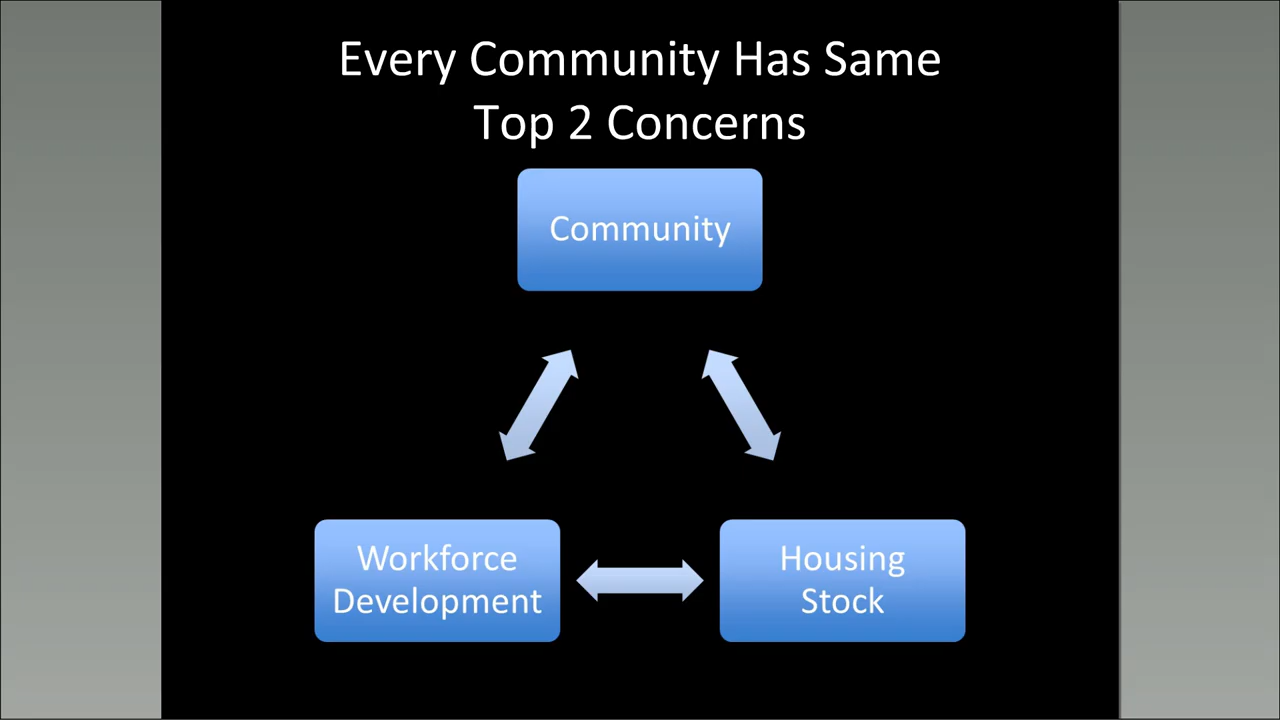 Every Community Has Same
Top 2 Concerns
Community
Workforce
Development
Housing
Stock